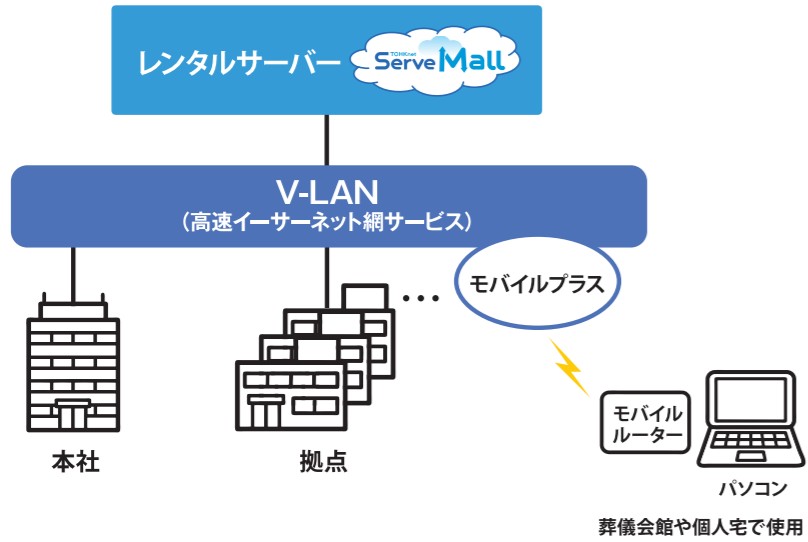 レンタルサーバー
TOKAInet
ServeMall
V-LAN
（高速イーサーネット網サービス）
モバイルプラス
モバイル
ルーター
本社
拠点
パソコン
葬儀会館や個人宅で使用